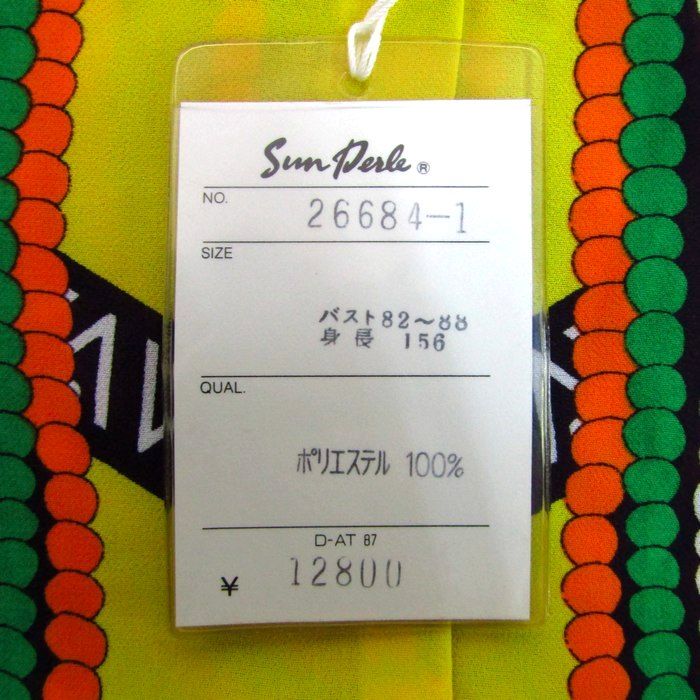 Sun Perle ®
NO.
26684-1
SIZE
バスト82～88
身長 156
QUAL.
ポリエステル 100%
D-AT 87
¥ 12800